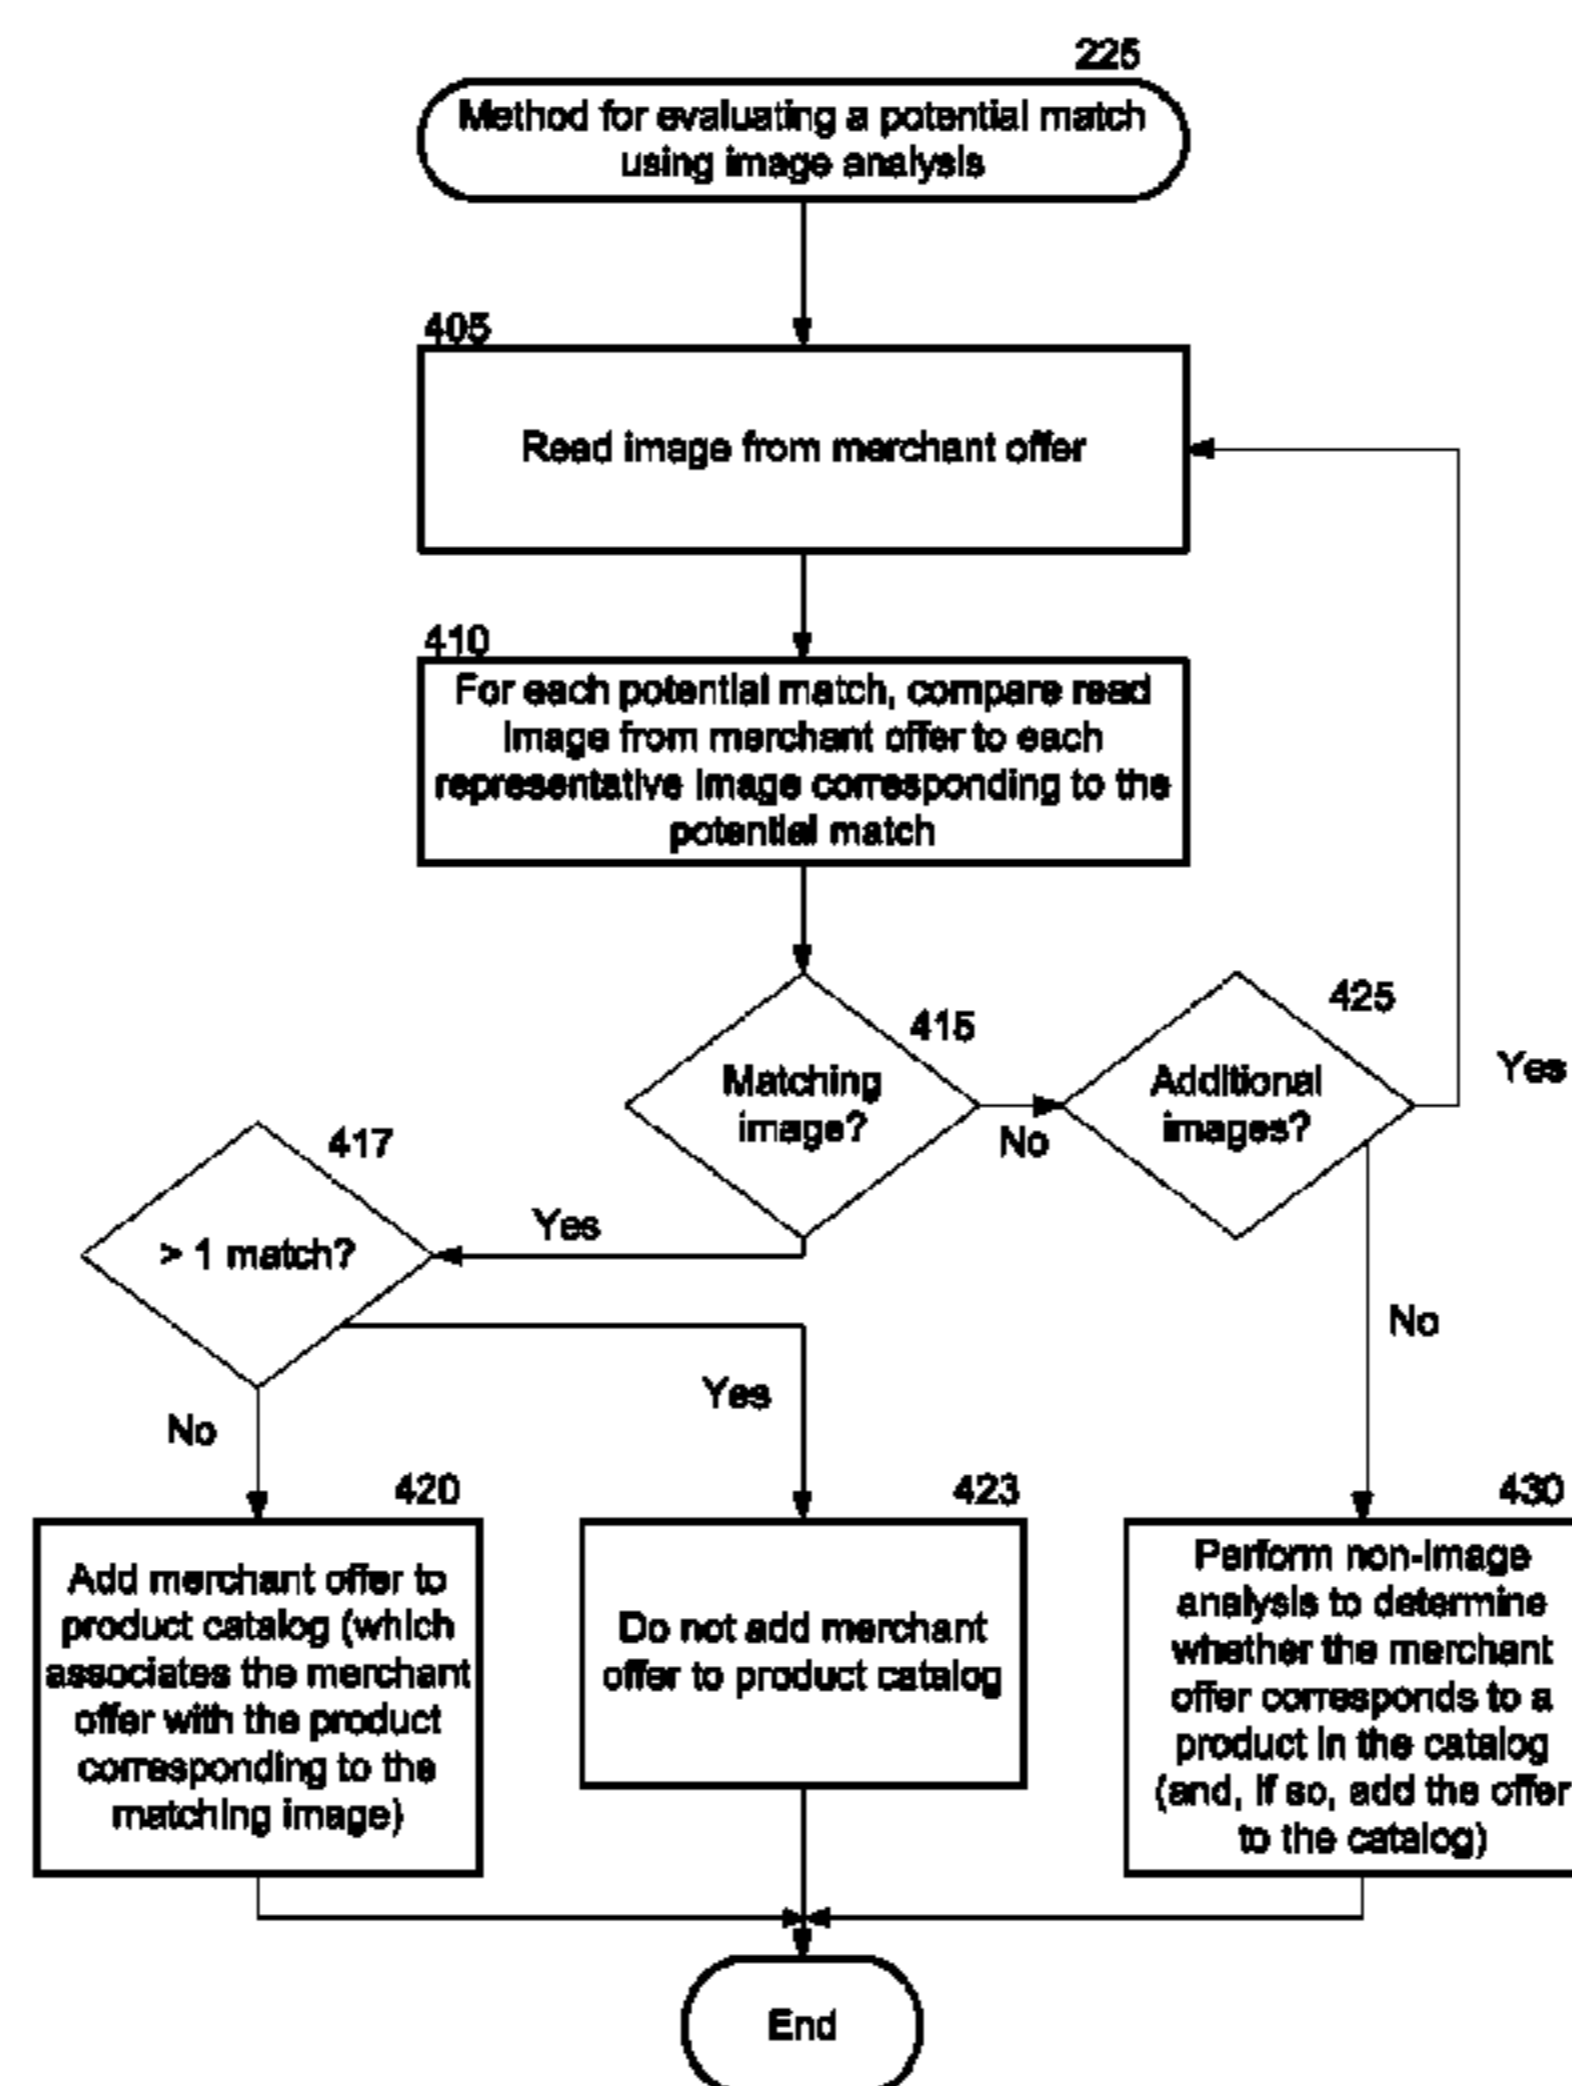 225
Method for evaluating a potential match
using image analysis
405
Read image from merchant offer
410
For each potential match, compare read
image from merchant offer to each
representative image corresponding to the
potential match
415
Matching
image?
425
Additional
images?
Yes
No
417
> 1 match?
Yes
No
Yes
No
420
Add merchant offer to
product catalog (which
associates the merchant
offer with the product
corresponding to the
matching image)
423
Do not add merchant
offer to product catalog
430
Perform non-image
analysis to determine
whether the merchant
offer corresponds to a
product in the catalog
(and, if so, add the offer
to the catalog)
End